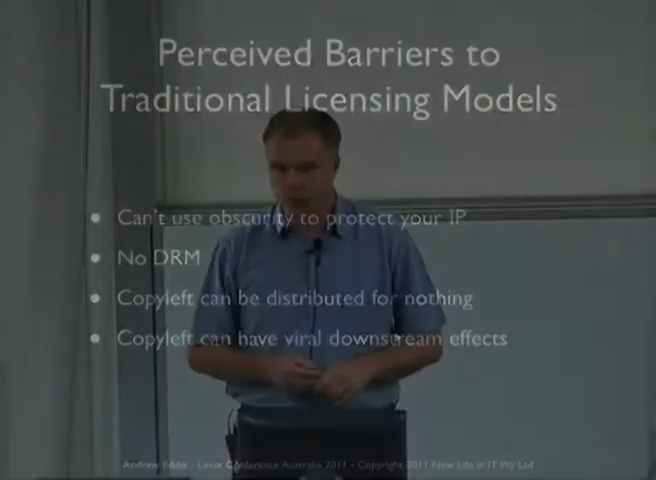 Perceived Barriers to
Traditional Licensing Models
Can't use obscurity to protect your IP
No DRM
Copyleft can be distributed for nothing
Copyleft can have viral downstream effects
Andrew Eddie - Linux Conference Australia 2011 - Copyright 2011 New Life in IT Pty Ltd